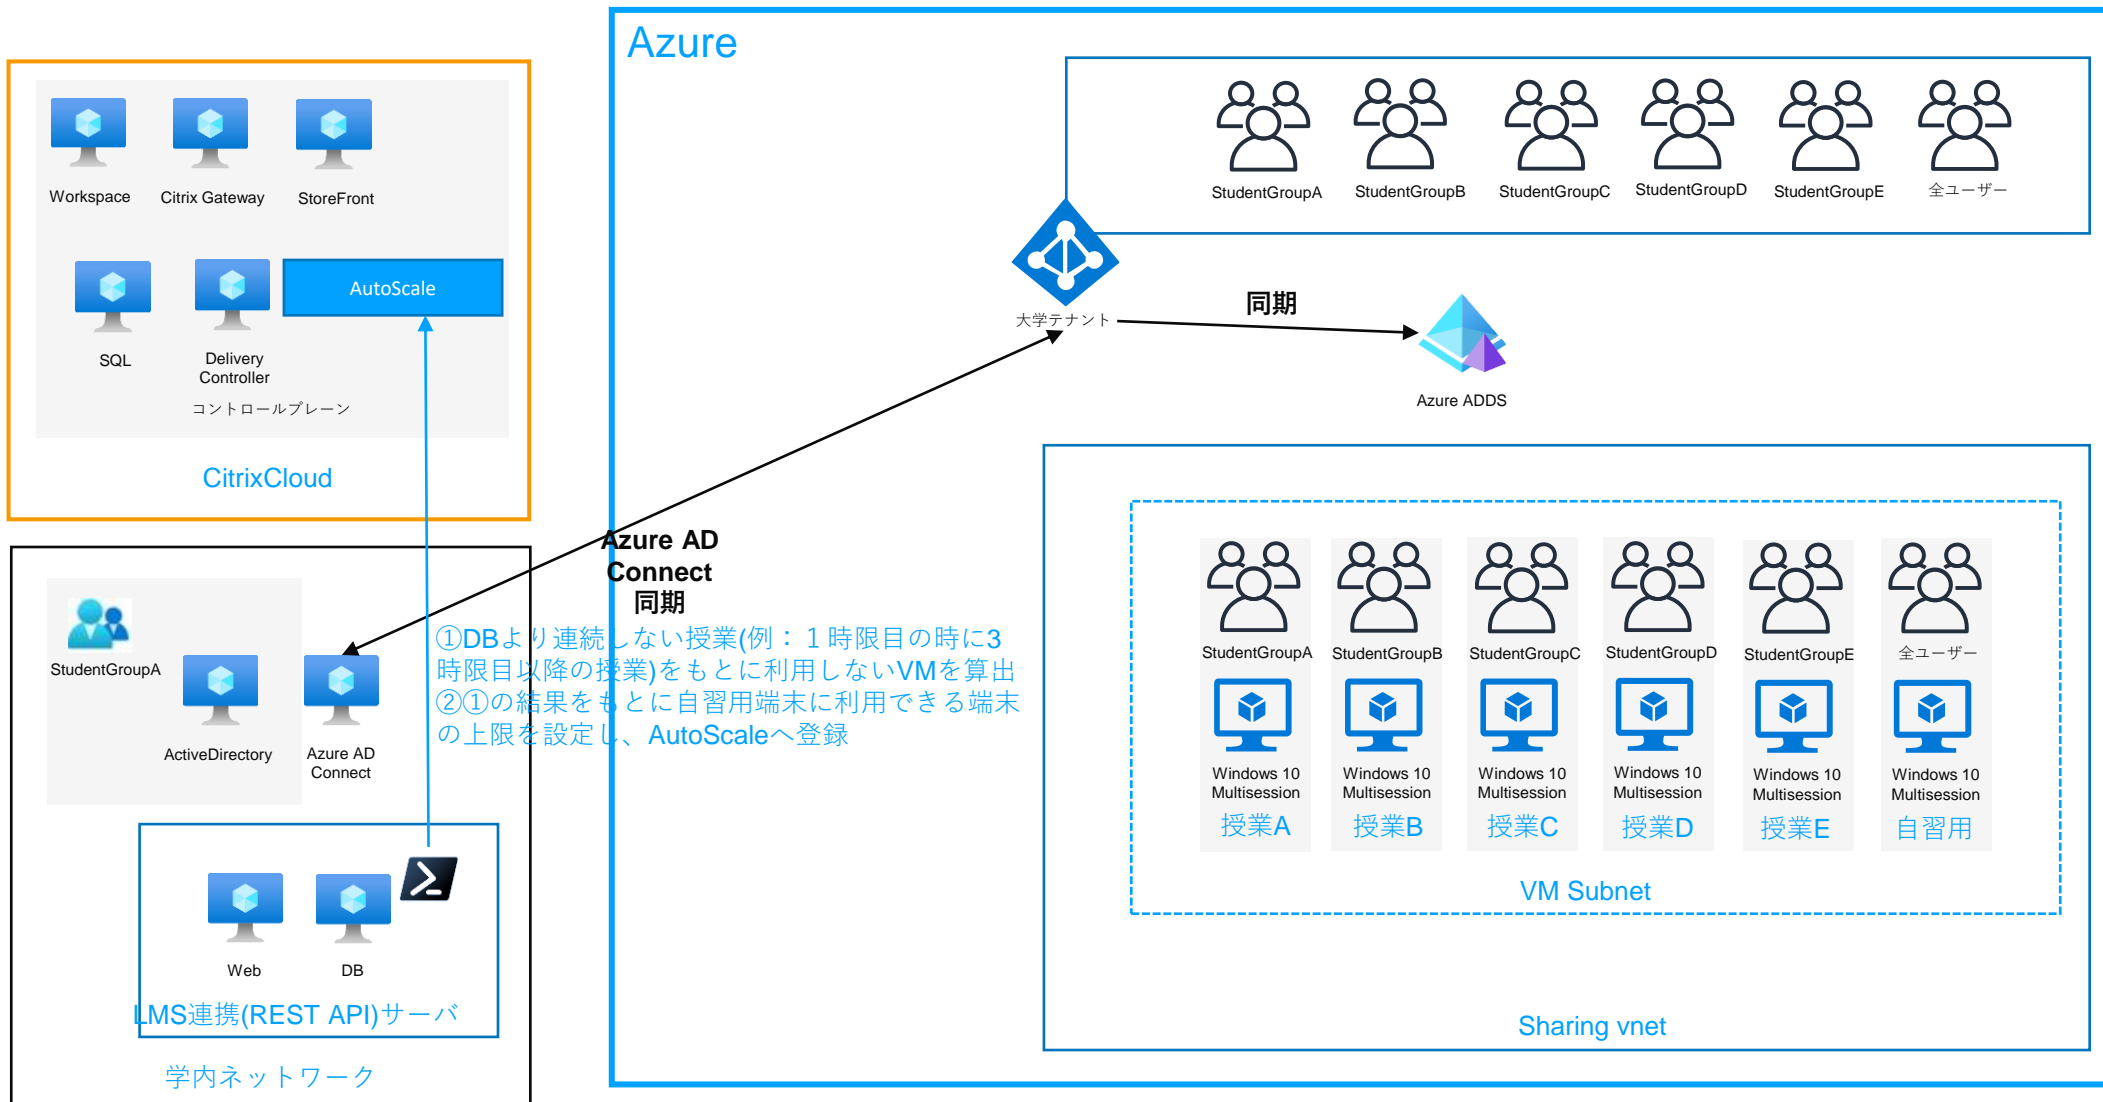 Azure
StudentGroupA
StudentGroupB
StudentGroupC
StudentGroupD
StudentGroupE
全ユーザー
Workspace
Citrix Gateway
StoreFront
AutoScale
SQL
Delivery
Controller
コントロールプレーン
CitrixCloud
大学テナント
同期
Azure ADDS
Azure AD
Connect
同期
①DBより連続しない授業(例：１時限目の時に3
時限目以降の授業)をもとに利用しないVMを算出
②①の結果をもとに自習用端末に利用できる端末
の上限を設定し、AutoScaleへ登録
StudentGroupA
ActiveDirectory
Azure AD
Connect
Web
DB
LMS連携(REST API)サーバ
学内ネットワーク
StudentGroupA
StudentGroupB
StudentGroupC
StudentGroupD
StudentGroupE
全ユーザー
Windows 10
Multisession
授業A
Windows 10
Multisession
授業B
Windows 10
Multisession
授業C
Windows 10
Multisession
授業D
Windows 10
Multisession
授業E
Windows 10
Multisession
自習用
VM Subnet
Sharing vnet